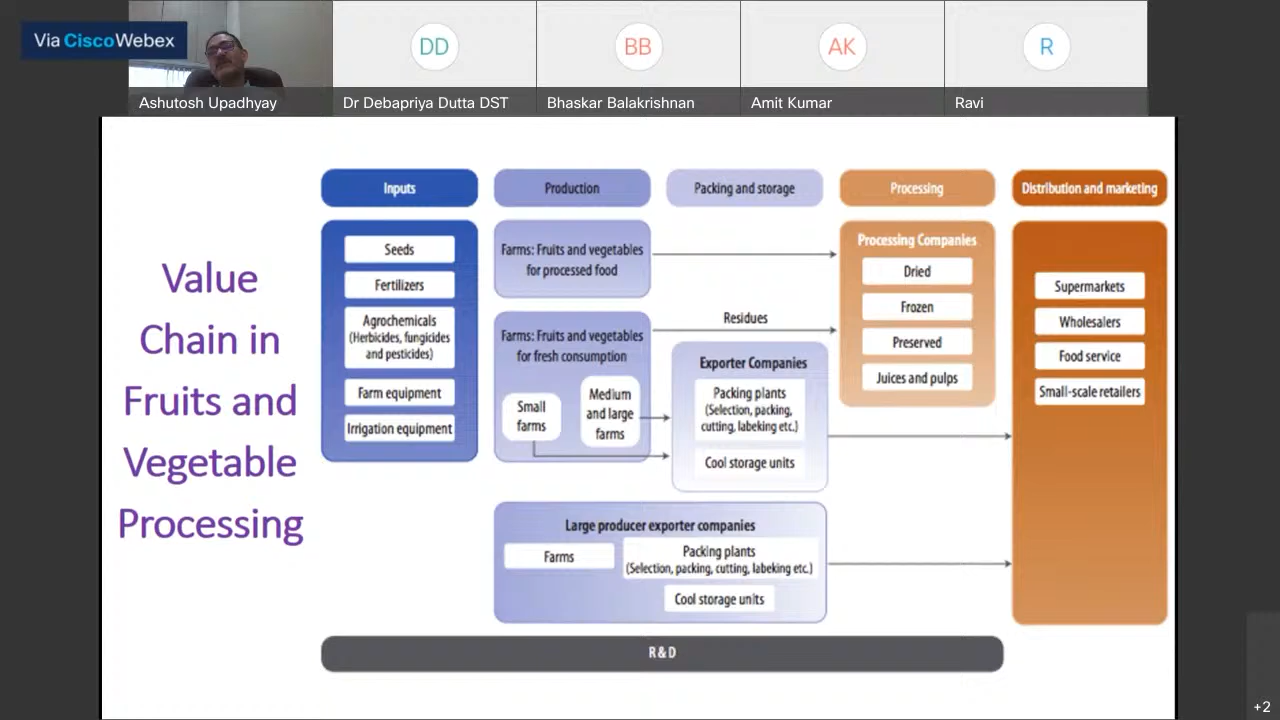 Via Cisco Webex
DD
BB
AK
R
Ashutosh Upadhyay
Dr Debapriya Dutta DST
Bhaskar Balakrishnan
Amit Kumar
Ravi
Value
Chain in
Fruits and
Vegetable
Processing
Inputs
Production
Packing and storage
Processing
Distribution and marketing
Seeds
Fertilizers
Agrochemicals
(Herbicides, fungicides
and pesticides)
Farm equipment
Irrigation equipment
Farms: Fruits and vegetables
for processed food
Farms: Fruits and vegetables
for fresh consumption
Small
farms
Medium
and large
farms
Residues
Exporter Companies
Packing plants
(Selection, packing,
cutting, labeking etc.)
Cool storage units
Processing Companies
Dried
Frozen
Preserved
Juices and pulps
Supermarkets
Wholesalers
Food service
Small-scale retailers
Large producer exporter companies
Farms
Packing plants
(Selection, packing, cutting, labeking etc.)
Cool storage units
R&D
+2